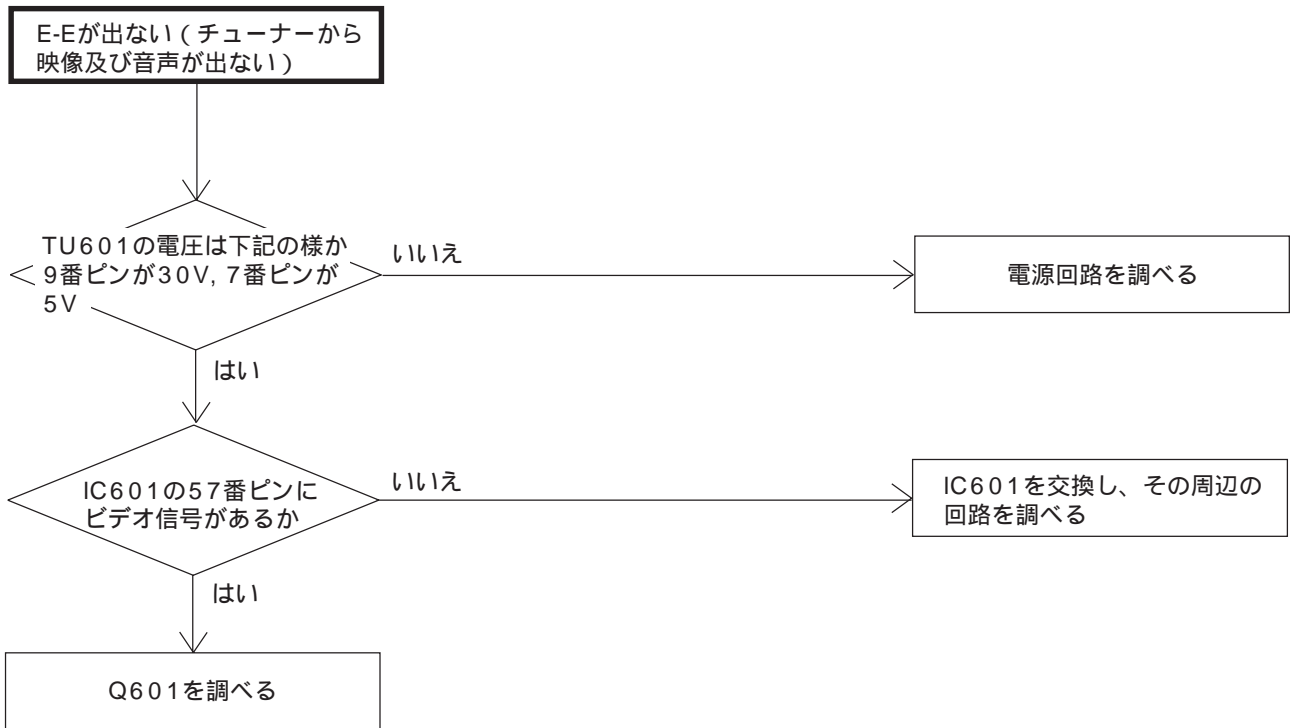 E-Eが出ない(チューナーから
映像及び音声が出ない)
TU601の電圧は下記の様か
9番ピンが30V, 7番ピンが
5V
いいえ
電源回路を調べる
はい
IC601の57番ピンに
ビデオ信号があるか
いいえ
IC601を交換し、その周辺の
回路を調べる
はい
Q601を調べる